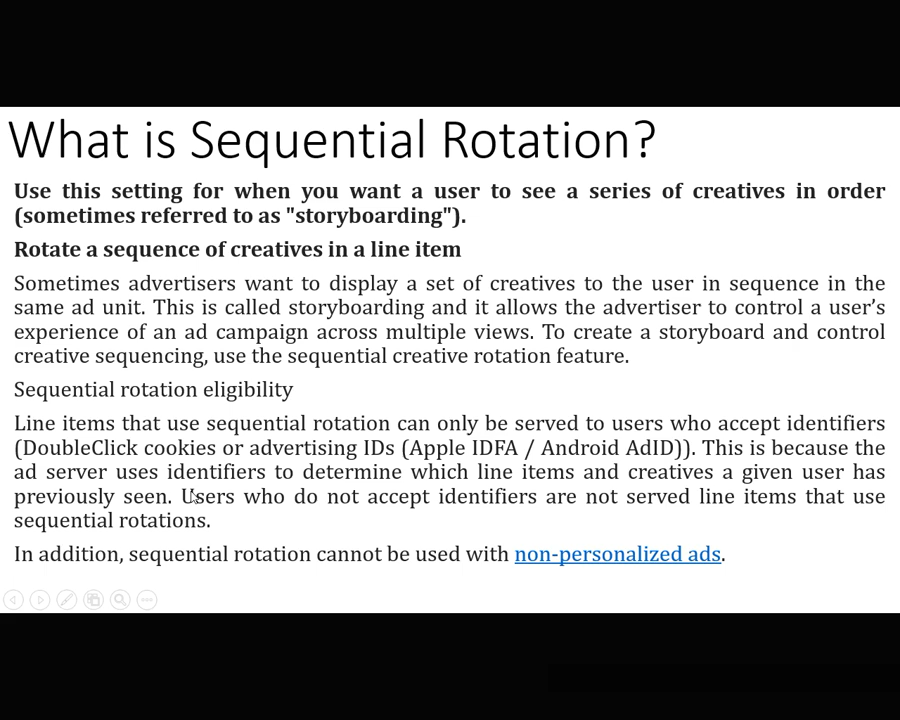 What is Sequential Rotation?
Use this setting for when you want a user to see a series of creatives in order
(sometimes referred to as "storyboarding").
Rotate a sequence of creatives in a line item
Sometimes advertisers want to display a set of creatives to the user in sequence in the
same ad unit. This is called storyboarding and it allows the advertiser to control a user’s
experience of an ad campaign across multiple views. To create a storyboard and control
creative sequencing, use the sequential creative rotation feature.
Sequential rotation eligibility
Line items that use sequential rotation can only be served to users who accept identifiers
(DoubleClick cookies or advertising IDs (Apple IDFA / Android AdID)). This is because the
ad server uses identifiers to determine which line items and creatives a given user has
previously seen. Users who do not accept identifiers are not served line items that use
sequential rotations.
In addition, sequential rotation cannot be used with non-personalized ads.